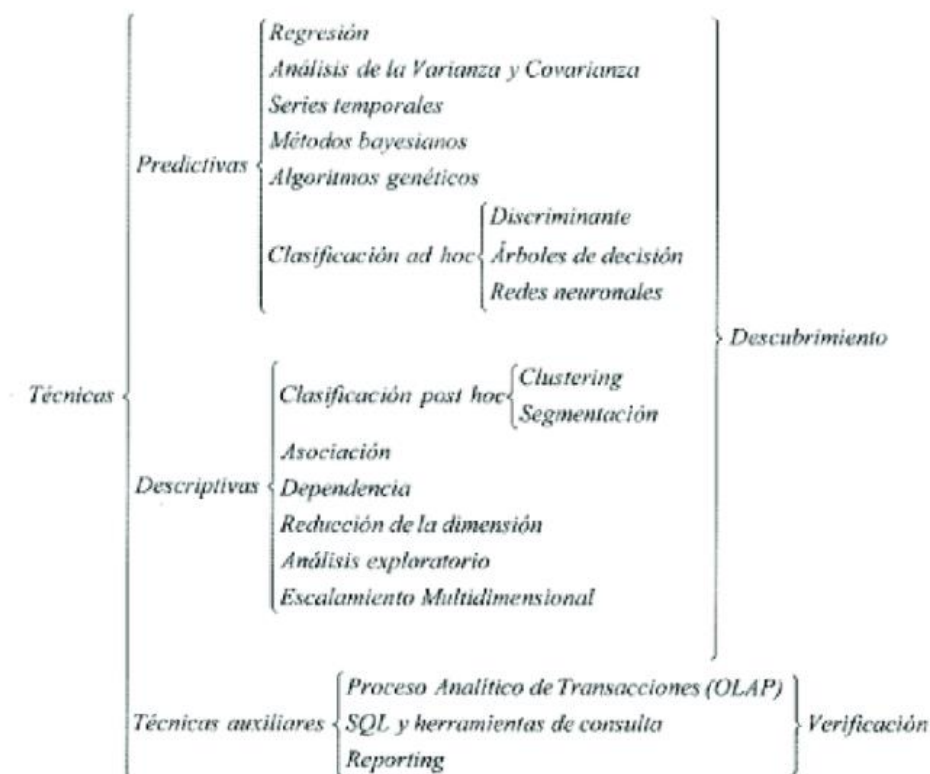 Regresión
Análisis de la Varianza y Covarianza
Series temporales
Métodos bayesianos
Predictivas
Algoritmos genéticos
Discriminante
Clasificación ad hoc
Árboles de decisión
Redes neuronales
Descubrimiento
Técnicas
Clasificación post hoc
Clustering
Segmentación
Asociación
Descriptivas
Dependencia
Reducción de la dimensión
Análisis exploratorio
Escalamiento Multidimensional
Técnicas auxiliares
Proceso Analítico de Transacciones (OLAP)
SQL y herramientas de consulta
Reporting
Verificación